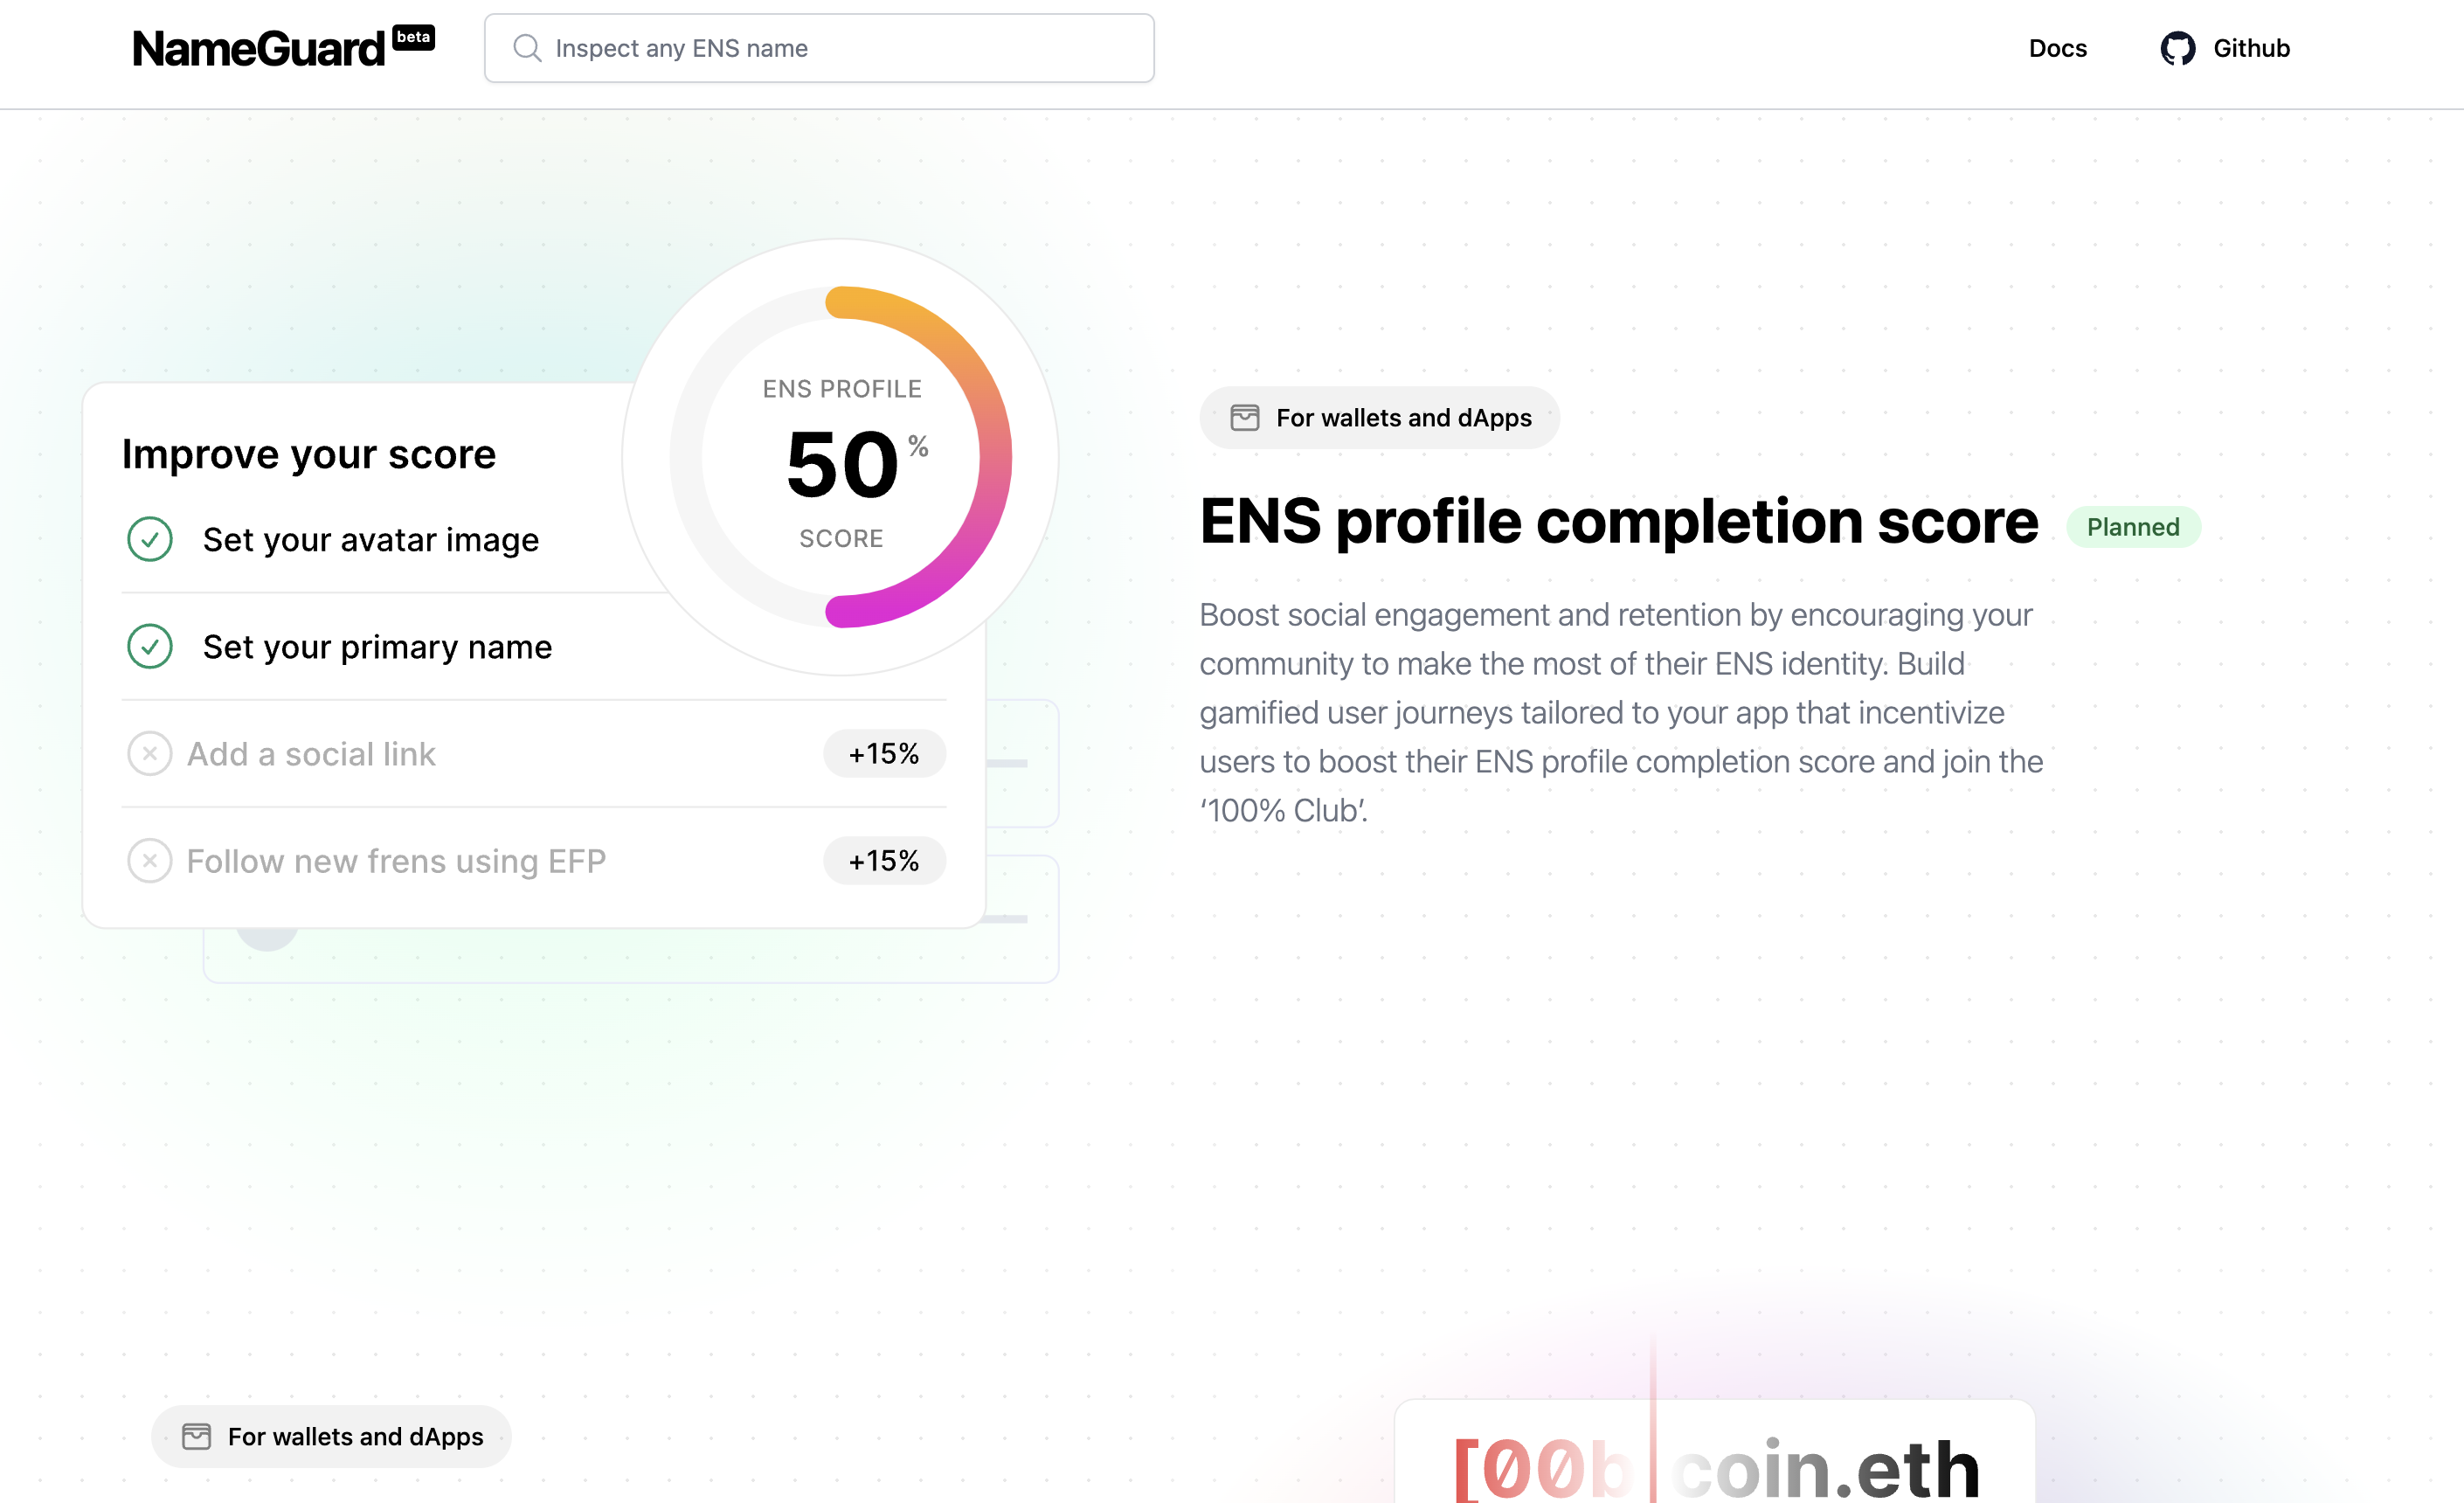 NameGuard beta
Inspect any ENS name
Docs
Github
ENS PROFILE
50 %
SCORE
Improve your score
Set your avatar image
Set your primary name
Add a social link +15%
Follow new frens using EFP +15%
For wallets and dApps
ENS profile completion score Planned
Boost social engagement and retention by encouraging your
community to make the most of their ENS identity. Build
gamified user journeys tailored to your app that incentivize
users to boost their ENS profile completion score and join the
‘100% Club’.
For wallets and dApps
[00b coin.eth